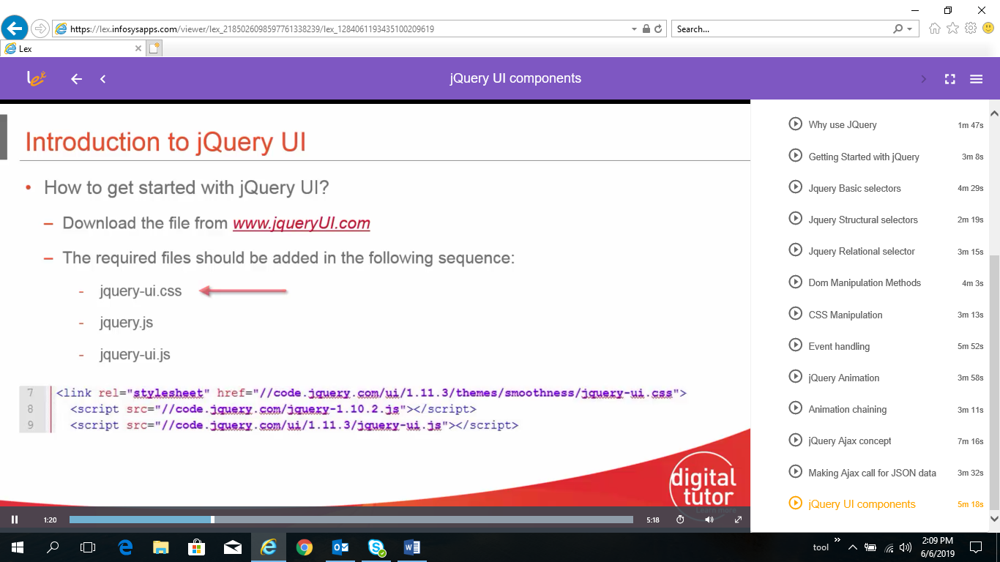 https://lex.infosysapps.com/viewer/lex_2185026098597761338239/lex_1284061193435100209619
Search...
Lex
lex
jQuery UI components
Introduction to jQuery UI
• How to get started with jQuery UI?
– Download the file from www.jqueryUI.com
– The required files should be added in the following sequence:
- jquery-ui.css
- jquery.js
- jquery-ui.js
7 <link rel="stylesheet" href="//code.jquery.com/ui/1.11.3/themes/smoothness/jquery-ui.css">
8 <script src="//code.jquery.com/jquery-1.10.2.js"></script>
9 <script src="//code.jquery.com/ui/1.11.3/jquery-ui.js"></script>
digital
tutor
Learn more
1:20
5:18
Why use JQuery 1m 47s
Getting Started with jQuery 3m 8s
Jquery Basic selectors 4m 29s
Jquery Structural selectors 2m 19s
Jquery Relational selector 3m 15s
Dom Manipulation Methods 4m 3s
CSS Manipulation 3m 13s
Event handling 5m 52s
jQuery Animation 3m 58s
Animation chaining 3m 11s
jQuery Ajax concept 7m 16s
Making Ajax call for JSON data 3m 32s
jQuery UI components 5m 18s
tool
2:09 PM
6/6/2019